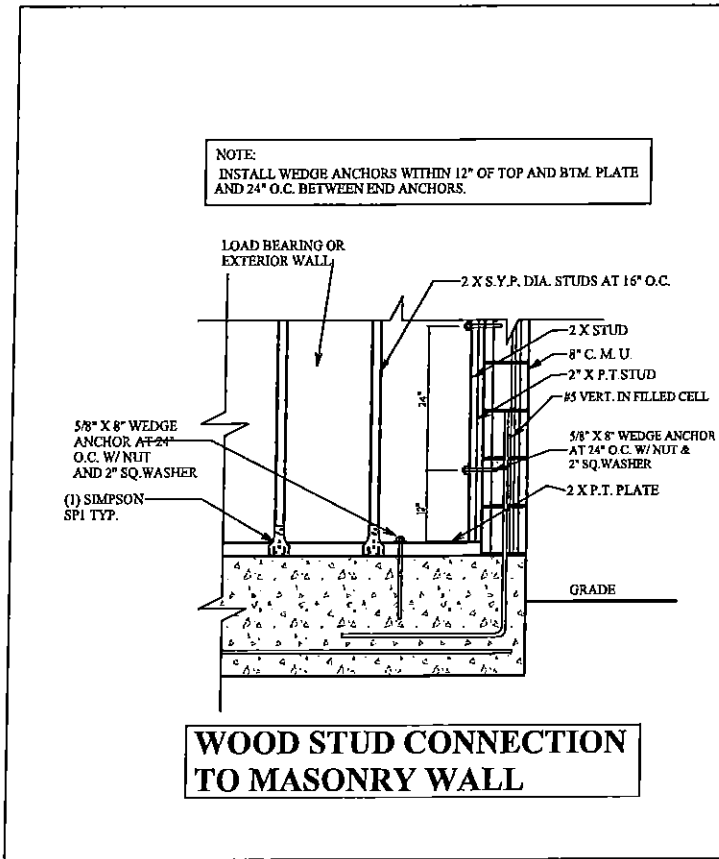 NOTE:
INSTALL WEDGE ANCHORS WITHIN 12" OF TOP AND BTM. PLATE
AND 24" O.C. BETWEEN END ANCHORS.
LOAD BEARING OR
EXTERIOR WALL
2 X S.Y.P. DIA. STUDS AT 16" O.C.
2 X STUD
8" C. M. U.
2" X P.T. STUD
#5 VERT. IN FILLED CELL
24"
5/8" X 8" WEDGE
ANCHOR AT 24"
O.C. W/ NUT
AND 2" SQ.WASHER
5/8" X 8" WEDGE ANCHOR
AT 24" O.C. W/ NUT &
2" SQ.WASHER
(1) SIMPSON
SP1 TYP.
12"
2 X P.T. PLATE
GRADE
WOOD STUD CONNECTION
TO MASONRY WALL